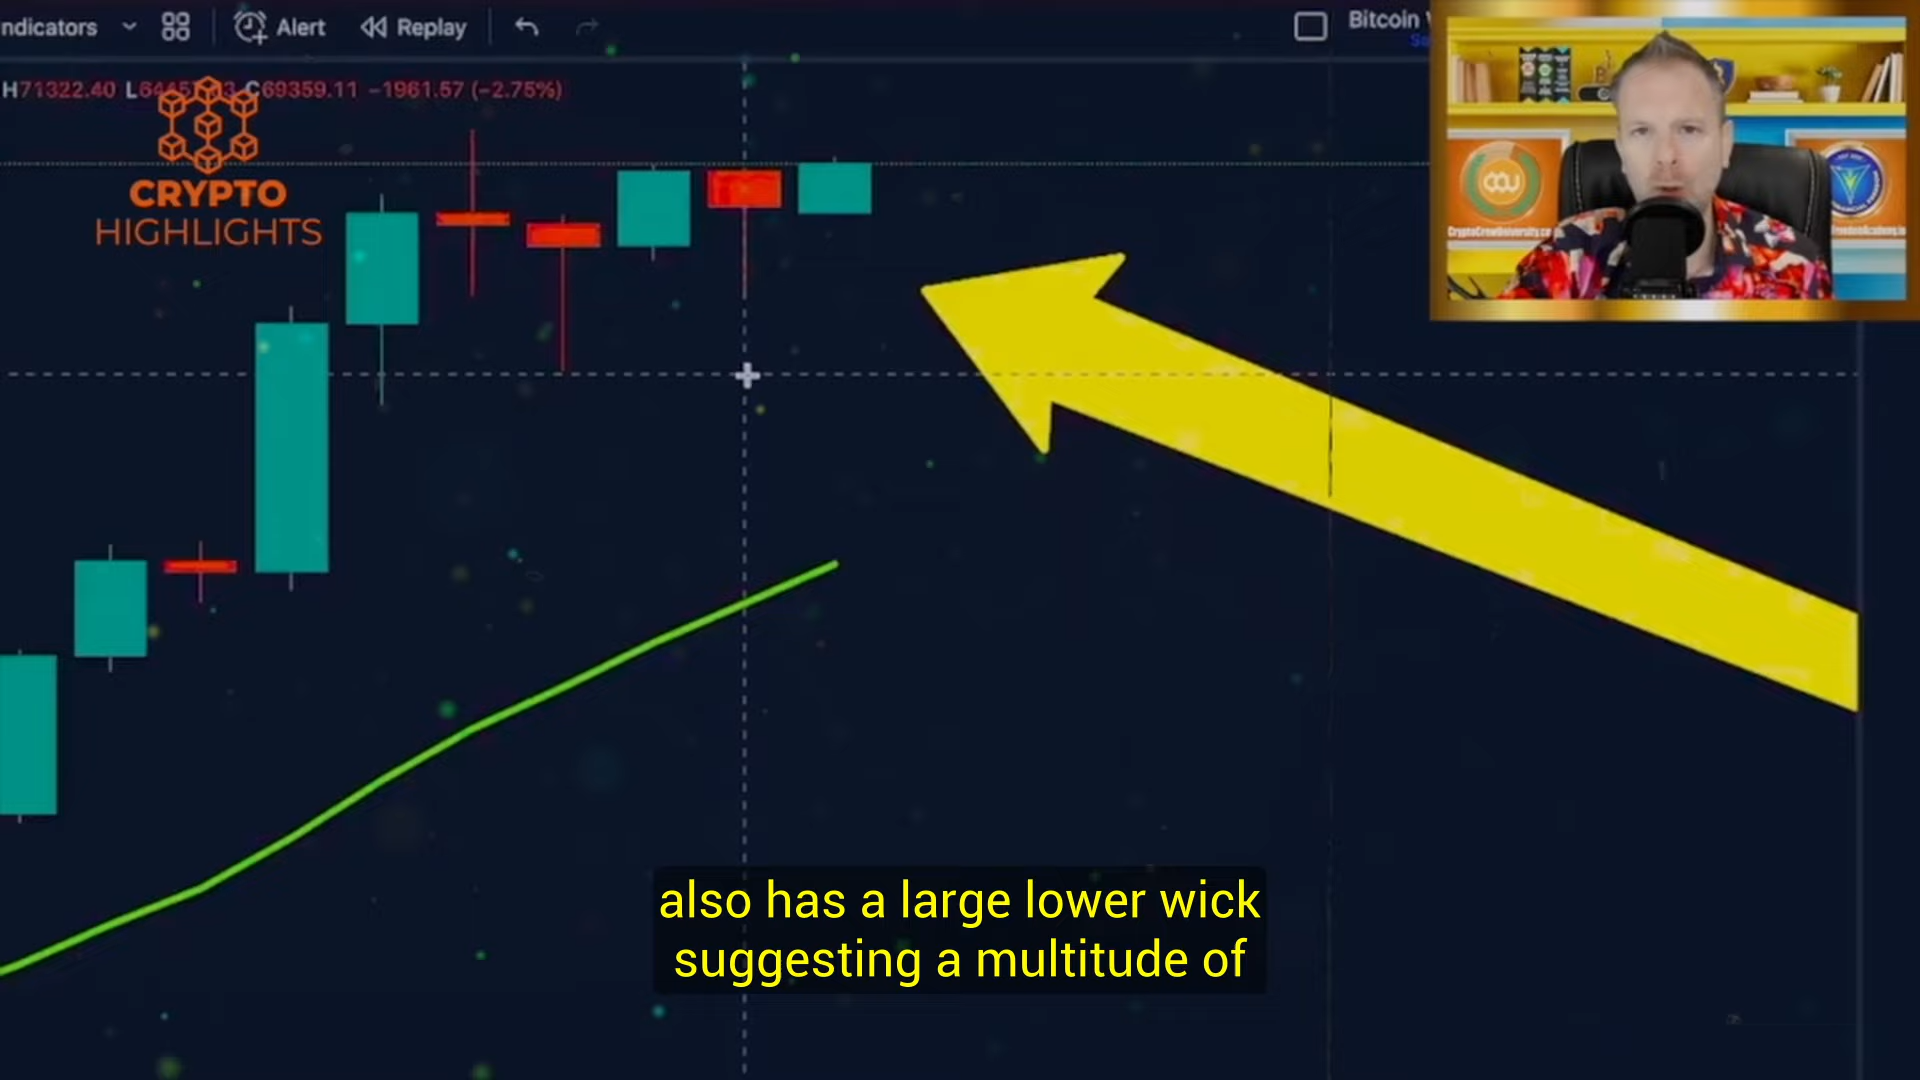 ndicators
Alert
Replay
Bitcoin
H71322.40 C69359.11 −1961.57 (−2.75%)
CRYPTO
HIGHLIGHTS
also has a large lower wick
suggesting a multitude of